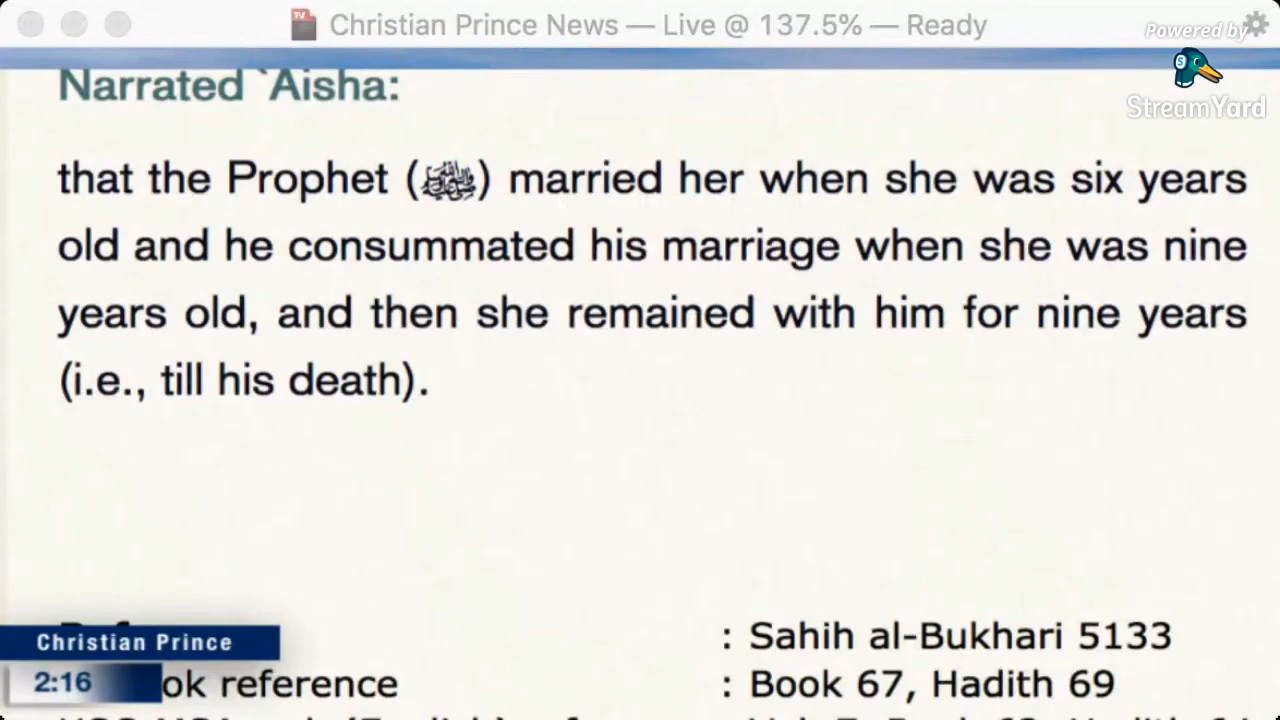 Christian Prince News — Live @ 137.5% — Ready
Powered by
StreamYard
Narrated `Aisha:
that the Prophet (ﷺ) married her when she was six years
old and he consummated his marriage when she was nine
years old, and then she remained with him for nine years
(i.e., till his death).
: Sahih al-Bukhari 5133
Christian Prince
ok reference : Book 67, Hadith 69
2:16